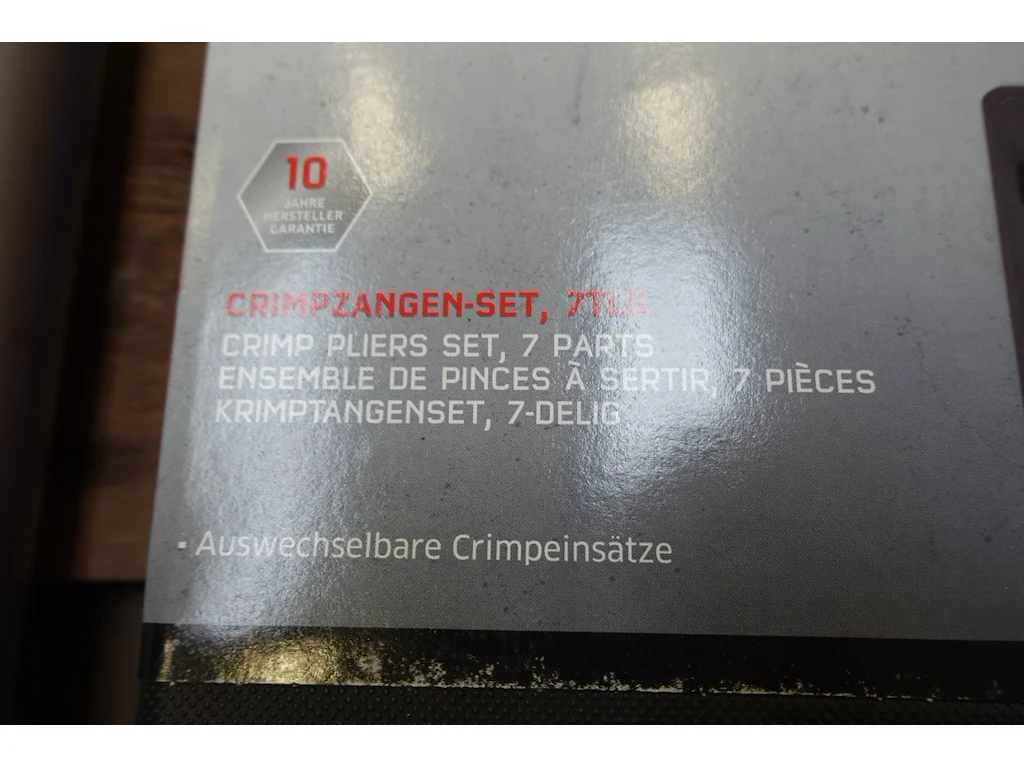 10
JAHRE
HERSTELLER
GARANTIE
CRIMPZANGEN-SET, 7TLG.
CRIMP PLIERS SET, 7 PARTS
ENSEMBLE DE PINCES À SERTIR, 7 PIÈCES
KRIMPTANGENSET, 7-DELIG
• Auswechselbare Crimpeinsätze